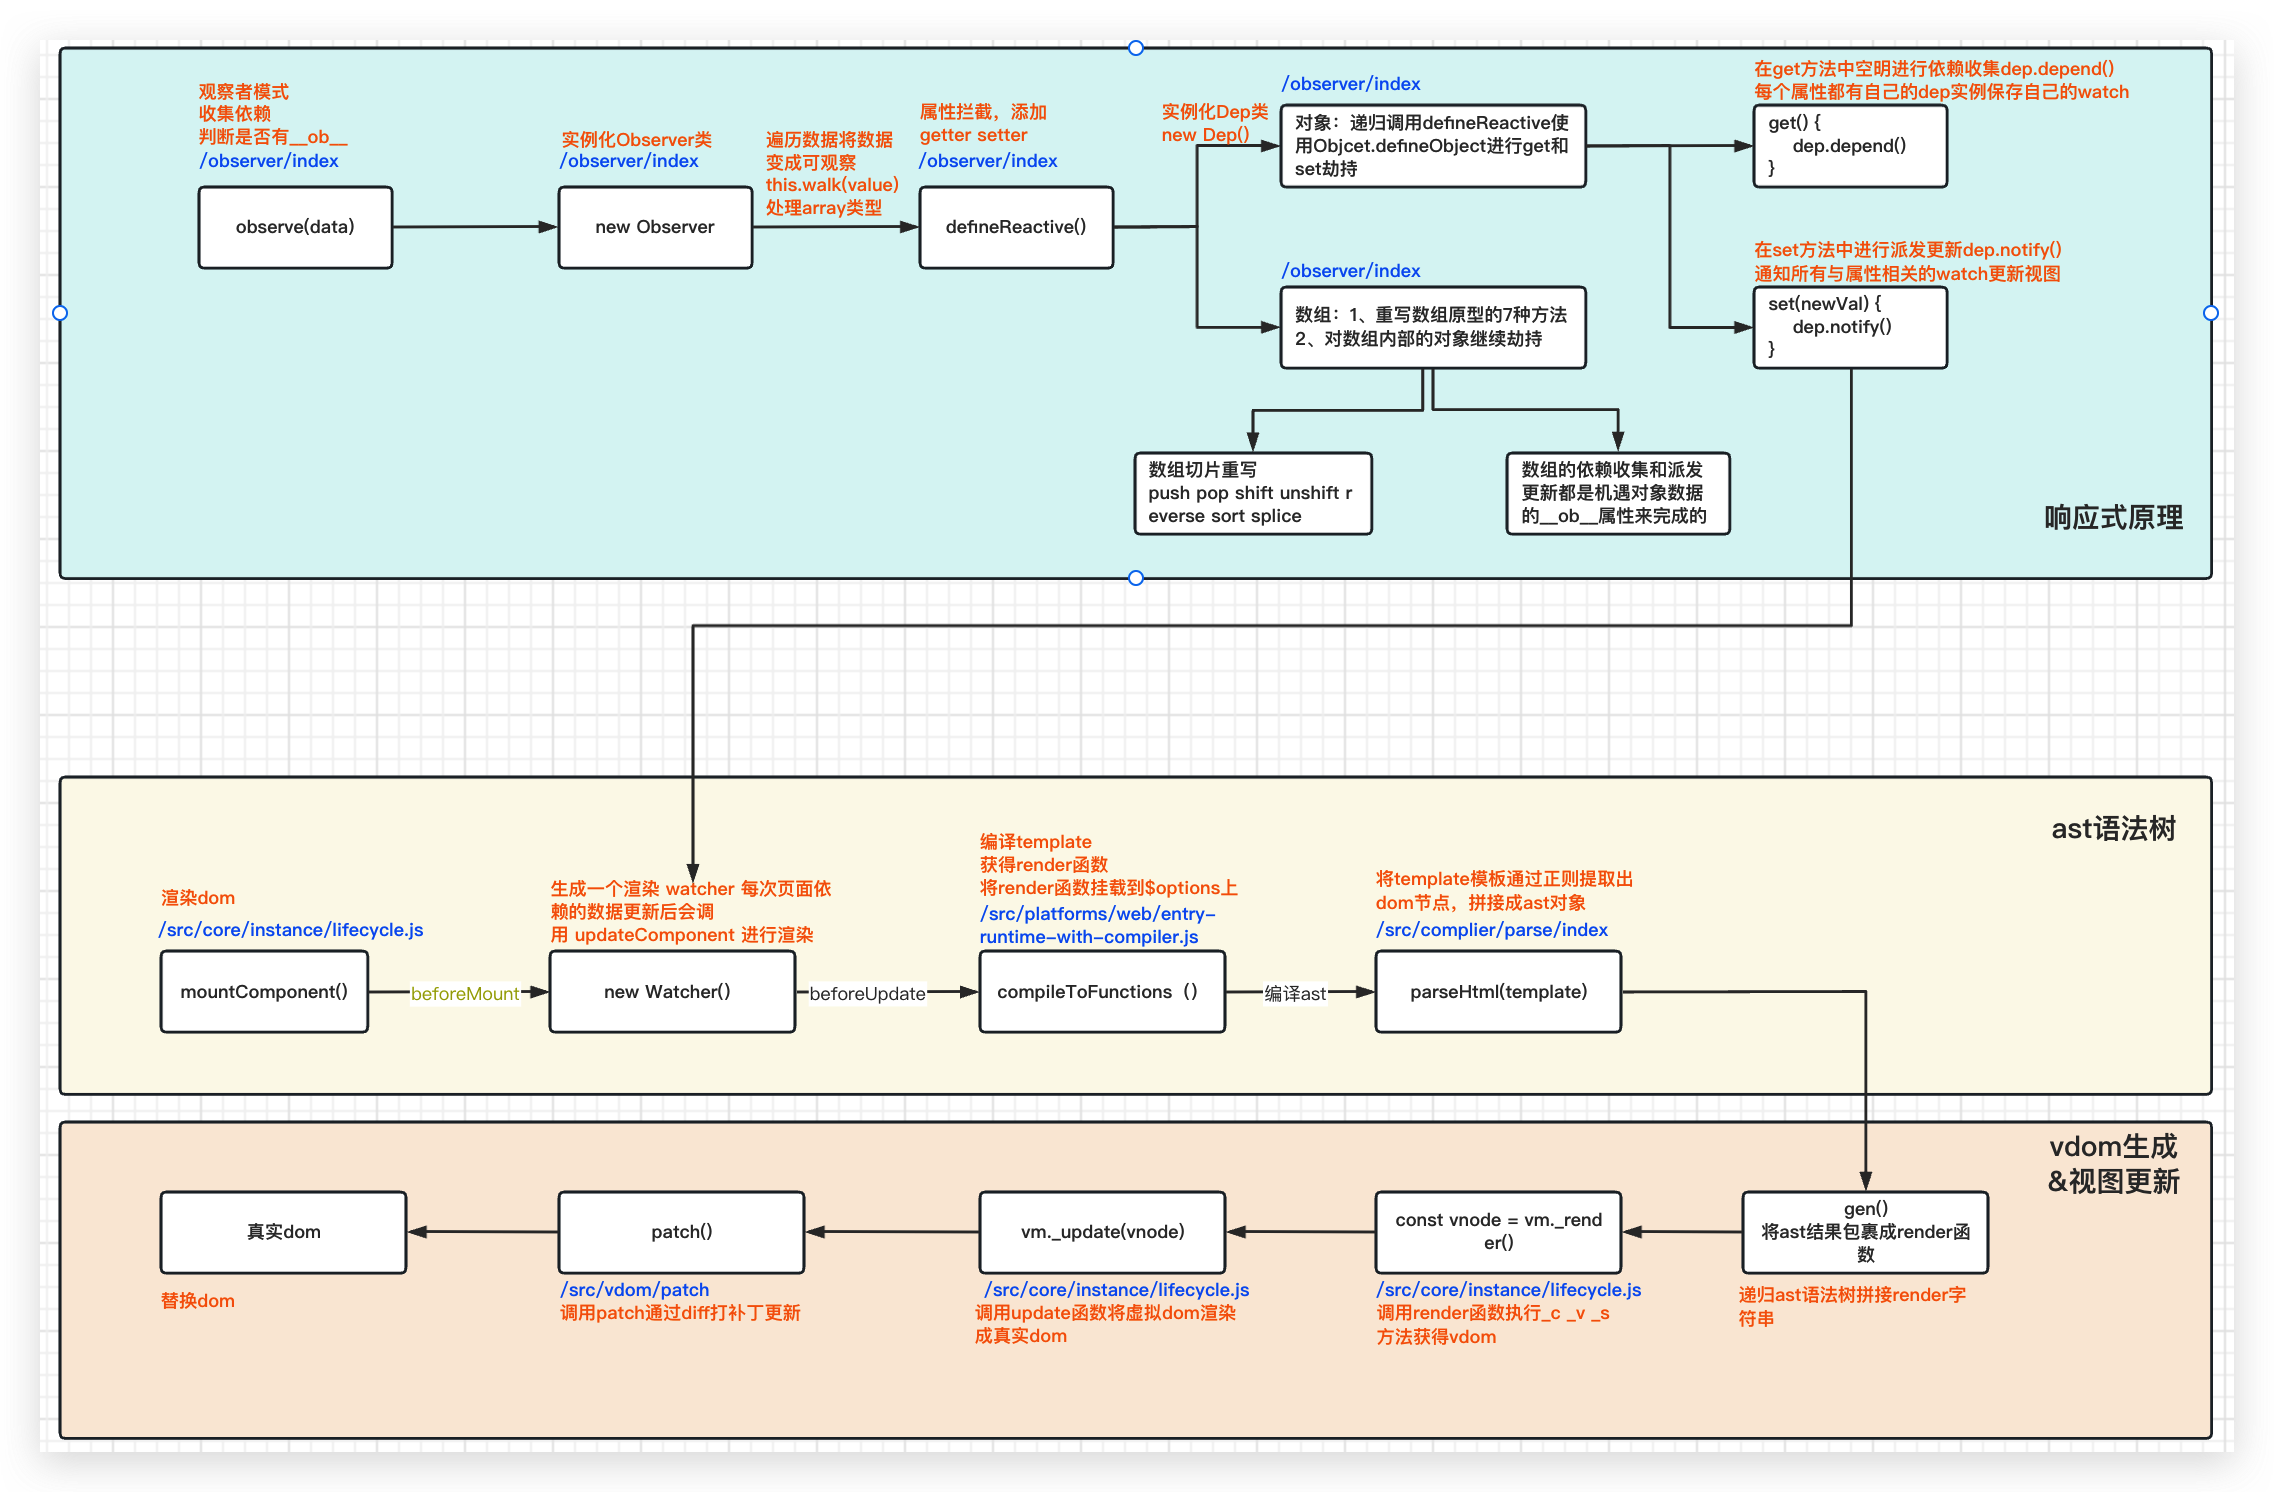 观察者模式
收集依赖
判断是否有__ob__
/observer/index
observe(data)
实例化Observer类
/observer/index
new Observer
遍历数据将数据
变成可观察
this.walk(value)
处理array类型
属性拦截，添加
getter setter
/observer/index
defineReactive()
实例化Dep类
new Dep()
/observer/index
对象：递归调用defineReactive使
用Objcet.defineObject进行get和
set劫持
在get方法中空明进行依赖收集dep.depend()
每个属性都有自己的dep实例保存自己的watch
get() {
dep.depend()
}
/observer/index
数组：1、重写数组原型的7种方法
2、对数组内部的对象继续劫持
在set方法中进行派发更新dep.notify()
通知所有与属性相关的watch更新视图
set(newVal) {
dep.notify()
}
数组切片重写
push pop shift unshift r
everse sort splice
数组的依赖收集和派发
更新都是机遇对象数据
的__ob__属性来完成的
响应式原理
ast语法树
渲染dom
/src/core/instance/lifecycle.js
mountComponent()
beforeMount
生成一个渲染 watcher 每次页面依
赖的数据更新后会调
用 updateComponent 进行渲染
new Watcher()
beforeUpdate
编译template
获得render函数
将render函数挂载到$options上
/src/platforms/web/entry-
runtime-with-compiler.js
compileToFunctions（）
编译ast
将template模板通过正则提取出
dom节点，拼接成ast对象
/src/complier/parse/index
parseHtml(template)
vdom生成
&视图更新
真实dom
替换dom
patch()
/src/vdom/patch
调用patch通过diff打补丁更新
vm._update(vnode)
/src/core/instance/lifecycle.js
调用update函数将虚拟dom渲染
成真实dom
const vnode = vm._rend
er()
/src/core/instance/lifecycle.js
调用render函数执行_c _v _s
方法获得vdom
gen()
将ast结果包裹成render函
数
递归ast语法树拼接render字
符串